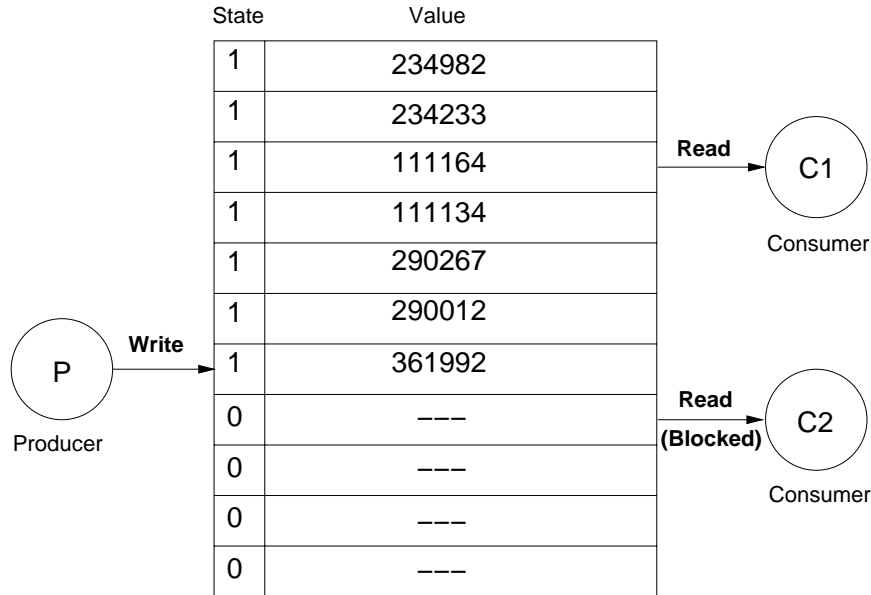 State Value
1 234982
1 234233
1 111164
1 111134
1 290267
1 290012
1 361992
0 −−−
0 −−−
0 −−−
0 −−−
P
Producer
Write
Read
C1
Consumer
Read
(Blocked)
C2
Consumer